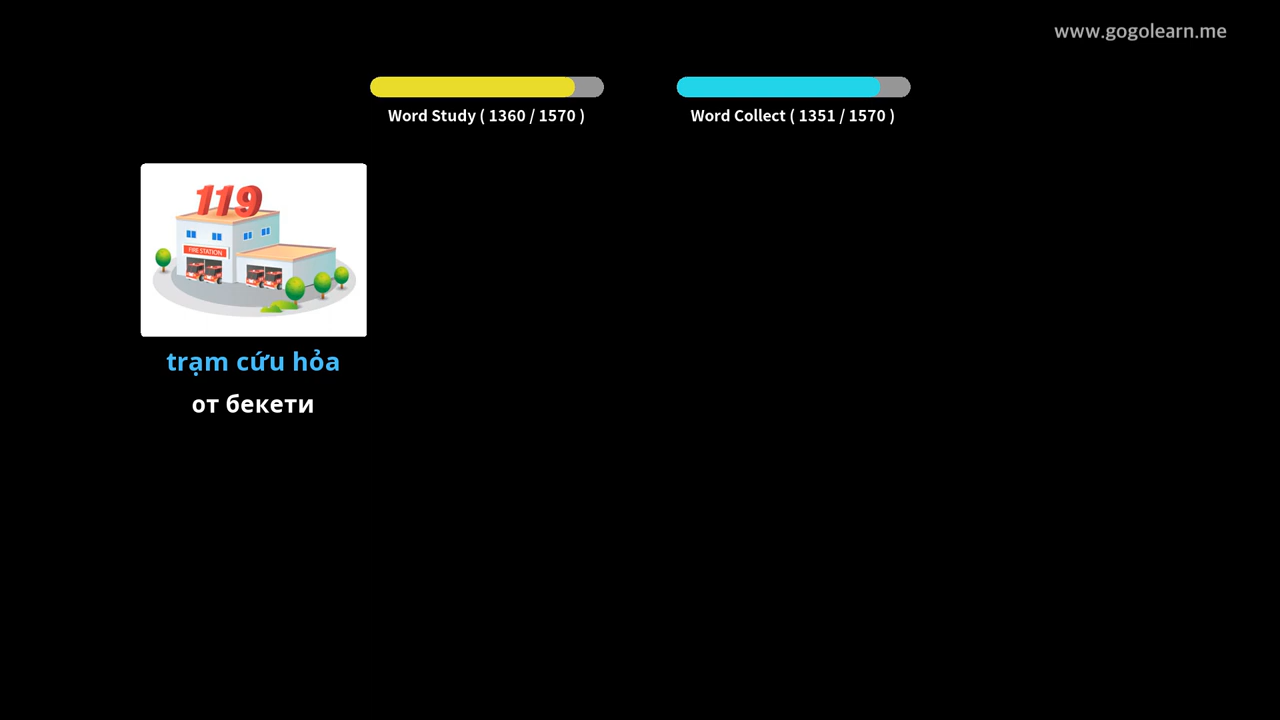 www.gogolearn.me
Word Study ( 1360 / 1570 )
Word Collect ( 1351 / 1570 )
119
FIRE STATION
trạm cứu hỏa
от бекети